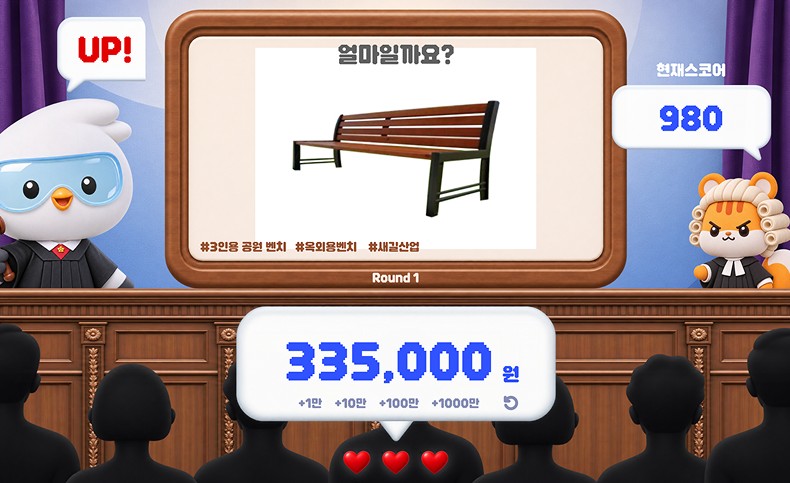 UP!
얼마일까요?
현재스코어
980
#3인용 공원 벤치 #옥외용벤치 #새길산업
Round 1
335,000 원
+1만 +10만 +100만 +1000만